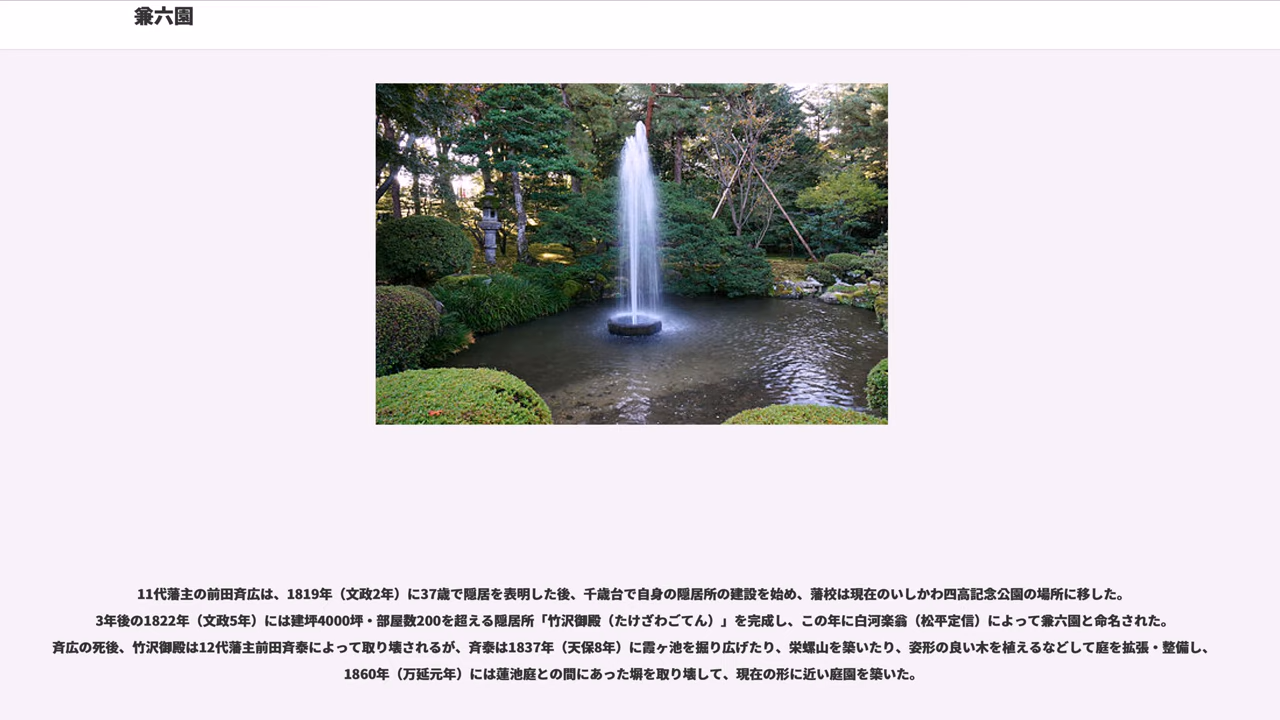 兼六園
11代藩主の前田斉広は、1819年（文政2年）に37歳で隠居を表明した後、千歳台で自身の隠居所の建設を始め、藩校は現在のいしかわ四高記念公園の場所に移した。
3年後の1822年（文政5年）には建坪4000坪・部屋数200を超える隠居所「竹沢御殿（たけざわごてん）」を完成し、この年に白河楽翁（松平定信）によって兼六園と命名された。
斉広の死後、竹沢御殿は12代藩主前田斉泰によって取り壊されるが、斉泰は1837年（天保8年）に霞ヶ池を掘り広げたり、栄螺山を築いたり、姿形の良い木を植えるなどして庭を拡張・整備し、
1860年（万延元年）には蓮池庭との間にあった塀を取り壊して、現在の形に近い庭園を築いた。